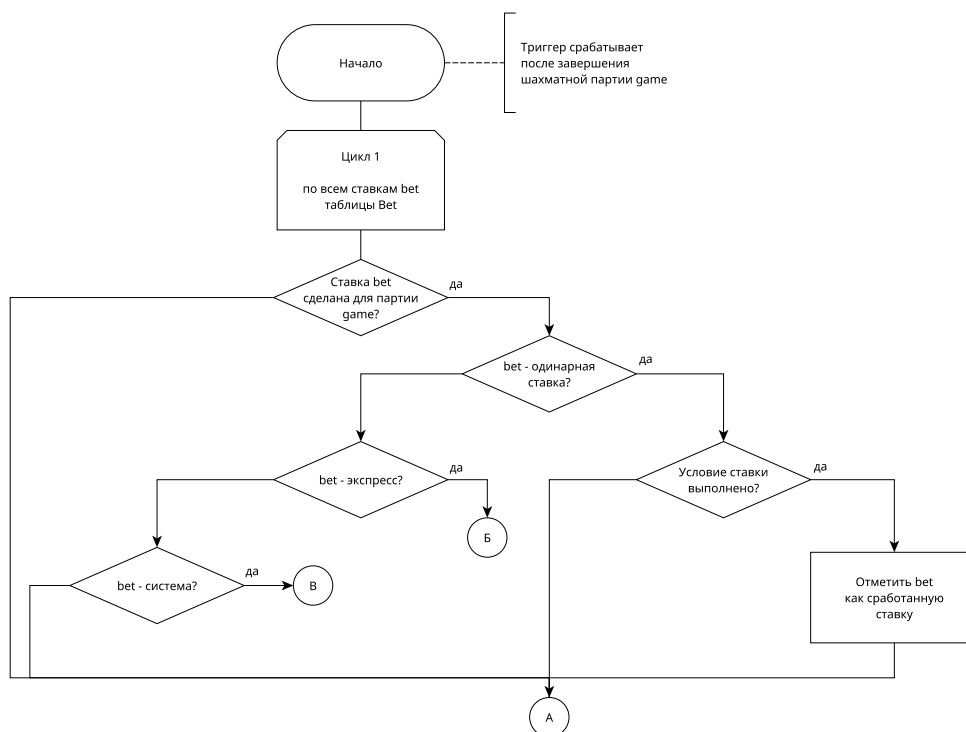 Начало
Триггер срабатывает
после завершения
шахматной партии game
Цикл 1
по всем ставкам bet
таблицы Bet
Ставка bet
сделана для партии
game?
да
bet - одинарная
ставка?
да
bet - экспресс?
да
Условие ставки
выполнено?
да
Б
bet - система?
да
В
Отметить bet
как сработанную
ставку
А